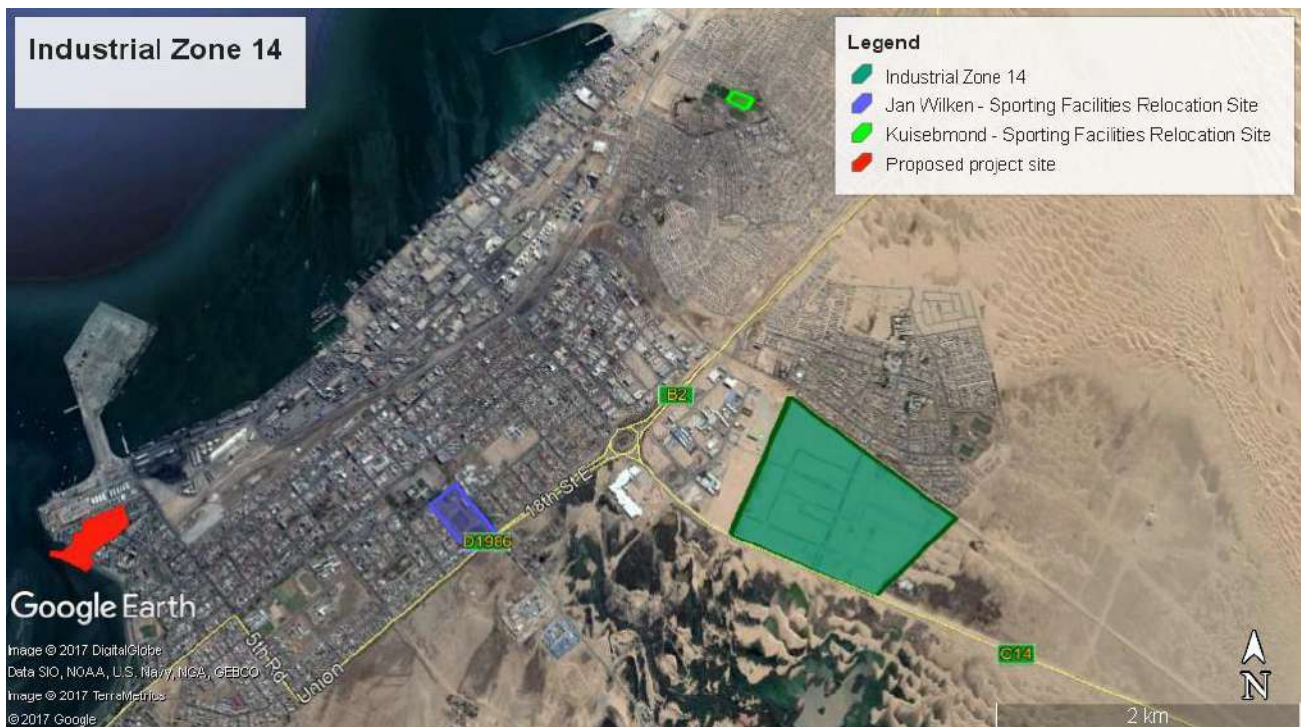 Industrial Zone 14
Legend
Industrial Zone 14
Jan Wilken - Sporting Facilities Relocation Site
Kuisebmond - Sporting Facilities Relocation Site
Proposed project site
B2
18th St E
D1986
Google Earth
5th Rd
Union
C14
Image © 2017 DigitalGlobe
Data SIO, NOAA, U.S. Navy, NGA, GEBCO
Image © 2017 TerraMetrics
© 2017 Google
N
2 km